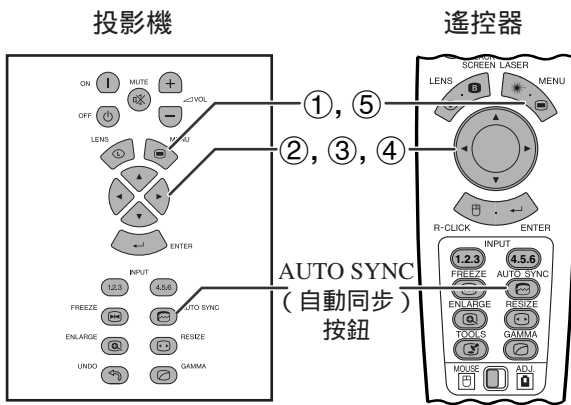 投影機
ON
MUTE
VOL
OFF
LENS
MENU
L
ENTER
INPUT
1.2.3
4.5.6
FREEZE
AUTO SYNC
ENLARGE
RESIZE
UNDO
GAMMA
①, ⑤
②, ③, ④
AUTO SYNC
（自動同步）
按鈕
遙控器
SCREEN LASER
LENS
B
MENU
R-CLICK
ENTER
INPUT
1.2.3
4.5.6
FREEZE
AUTO SYNC
ENLARGE
RESIZE
TOOLS
GAMMA
MOUSE
ADJ.